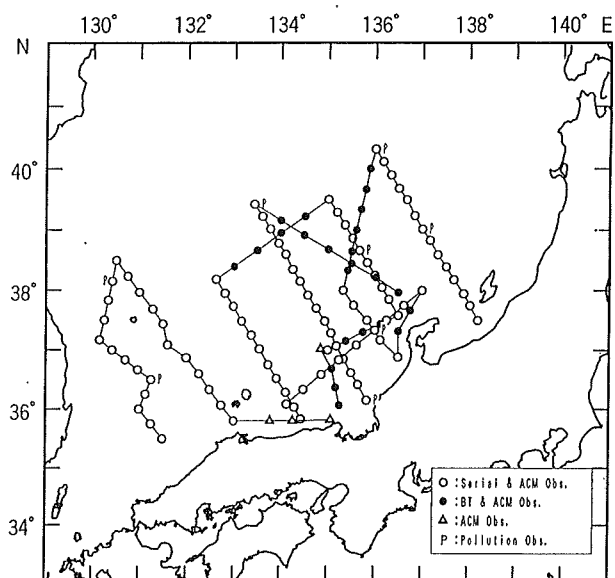 130° 132° 134° 136° 138° 140° E
N
P
40°
P
P
P
P
38°
P
P
P
36°
○ :Serial & ACM Obs.
● :BT & ACM Obs.
△ :ACM Obs.
P :Pollution Obs.
34°